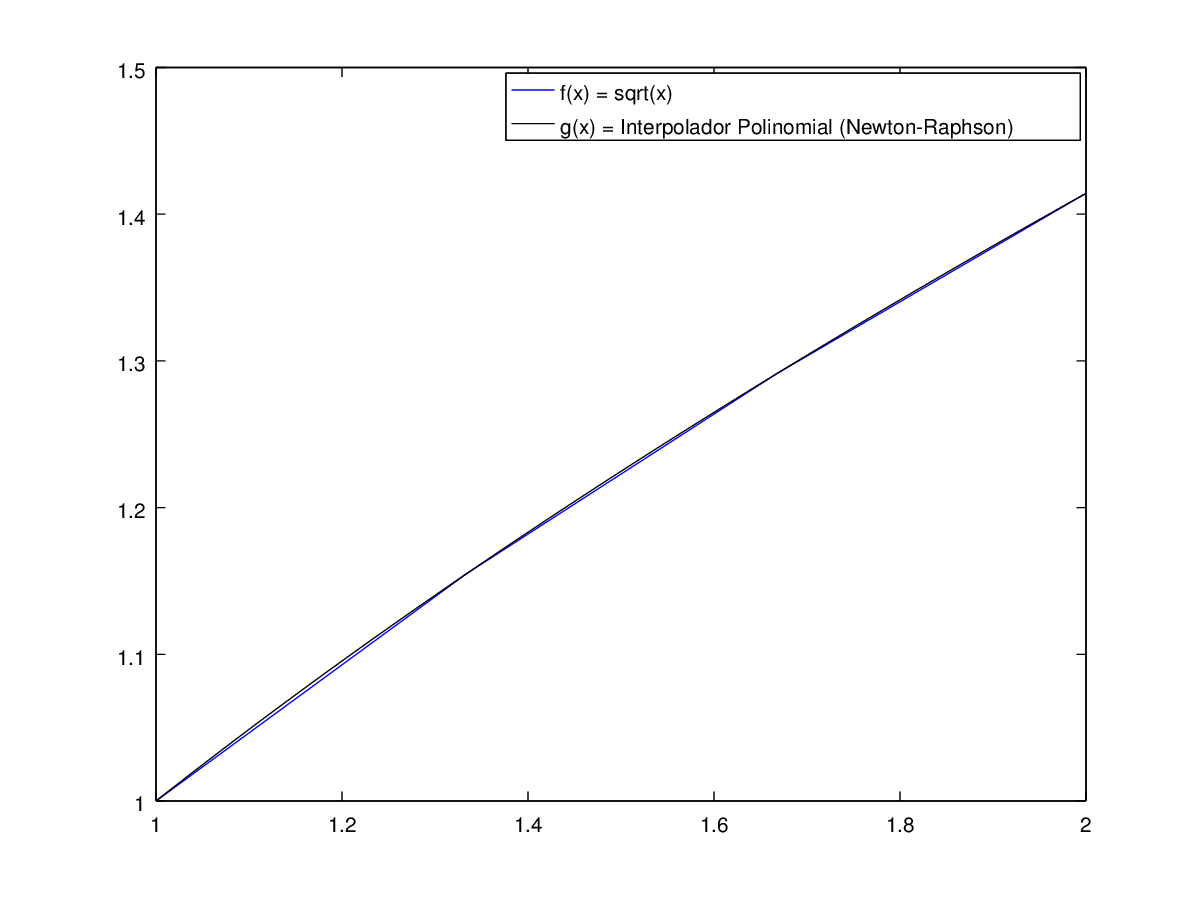 f(x) = sqrt(x)
g(x) = Interpolador Polinomial (Newton-Raphson)
1.5
1.4
1.3
1.2
1.1
1
1 1.2 1.4 1.6 1.8 2